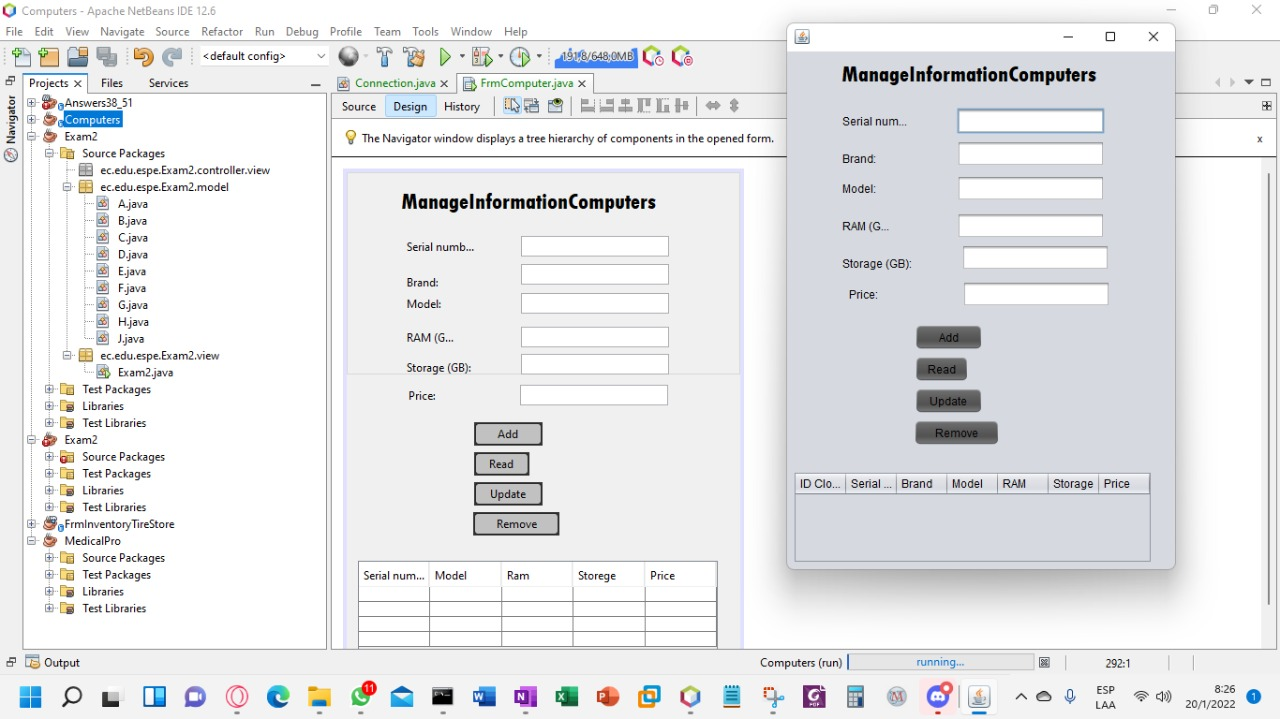 Computers - Apache NetBeans IDE 12.6
File Edit View Navigate Source Refactor Run Debug Profile Team Tools Window Help
<default config>
191,8/648,0MB
Projects Files Services
Navigator
Answers38_51
Computers
Exam2
Source Packages
ec.edu.espe.Exam2.controller.view
ec.edu.espe.Exam2.model
A.java
B.java
C.java
D.java
E.java
F.java
G.java
H.java
J.java
ec.edu.espe.Exam2.view
Exam2.java
Test Packages
Libraries
Test Libraries
Exam2
Source Packages
Test Packages
Libraries
Test Libraries
FrmInventoryTireStore
MedicalPro
Source Packages
Test Packages
Libraries
Test Libraries
Connection.java FrmComputer.java
Source Design History
The Navigator window displays a tree hierarchy of components in the opened form.
ManageInformationComputers
Serial numb...
Brand:
Model:
RAM (G...
Storage (GB):
Price:
Add
Read
Update
Remove
Serial num... Model Ram Storege Price
ManageInformationComputers
Serial num...
Brand:
Model:
RAM (G...
Storage (GB):
Price:
Add
Read
Update
Remove
ID Clo... Serial ... Brand Model RAM Storage Price
Output
Computers (run) running... 292:1
11
ESP
LAA
8:26
20/1/2022
1